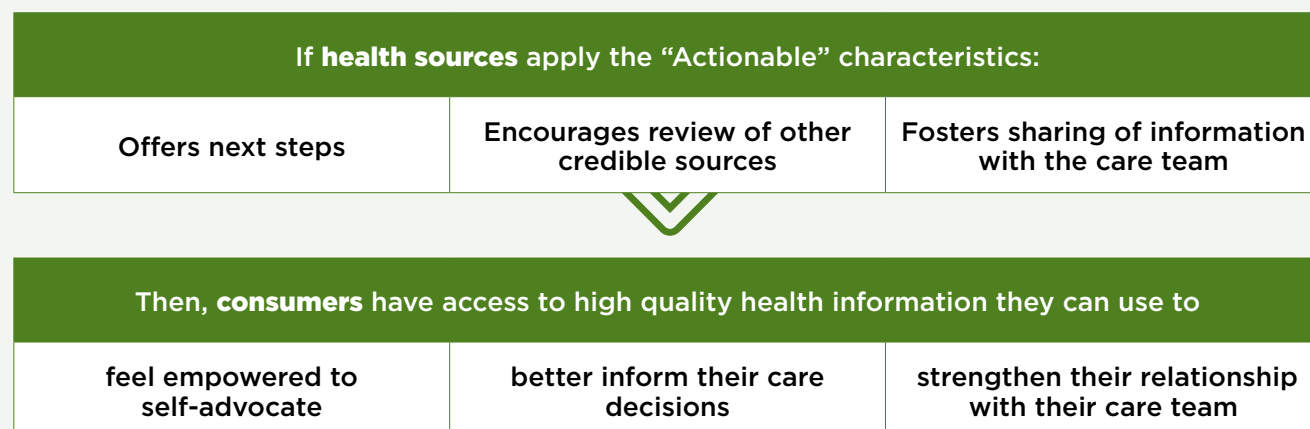 If health sources apply the “Actionable” characteristics:
Offers next steps
Encourages review of other
credible sources
Fosters sharing of information
with the care team
Then, consumers have access to high quality health information they can use to
feel empowered to
self-advocate
better inform their care
decisions
strengthen their relationship
with their care team